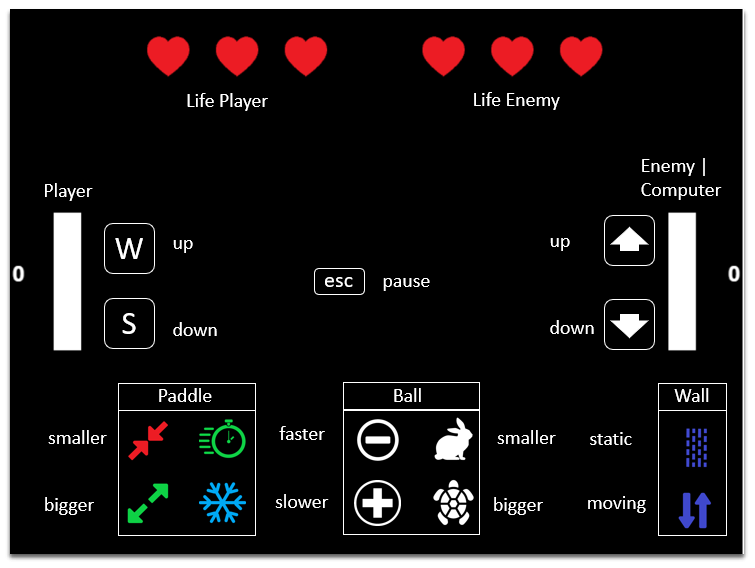 Life Player
Life Enemy
Player
Enemy |
Computer
W
up
up
0
0
esc
pause
S
down
down
Paddle
Ball
Wall
smaller
faster
smaller
static
bigger
slower
bigger
moving